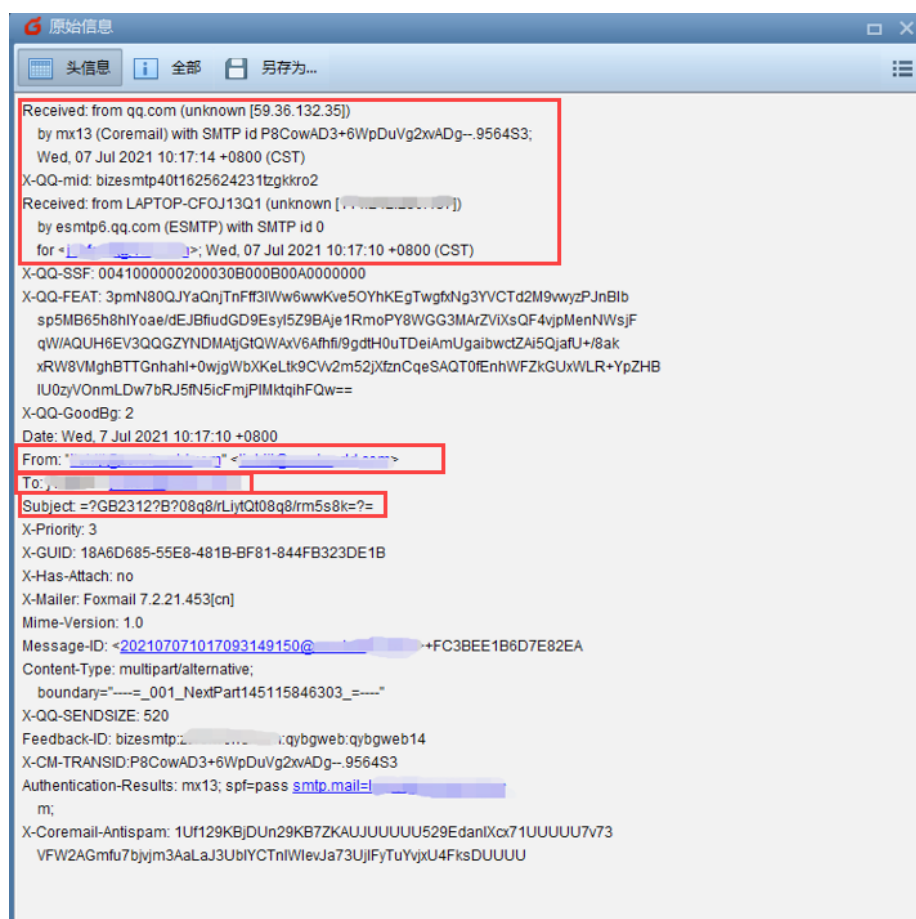 原始信息
头信息 全部 另存为...
Received: from qq.com (unknown [59.36.132.35])
by mx13 (Coremail) with SMTP id P8CowAD3+6WpDuVg2xvADg--.9564S3;
Wed, 07 Jul 2021 10:17:14 +0800 (CST)
X-QQ-mid: bizesmtp40t1625624231tzgkkro2
Received: from LAPTOP-CFOJ13Q1 (unknown [
by esmtp6.qq.com (ESMTP) with SMTP id 0
for < >; Wed, 07 Jul 2021 10:17:10 +0800 (CST)
X-QQ-SSF: 0041000000200030B000B00A0000000
X-QQ-FEAT: 3pmN80QJYaQnjTnFff3lWw6wwKve5OYhKEgTwgfxNg3YVCTd2M9vwyzPJnBlb
sp5MB65h8hIYoae/dEJBfiudGD9EsyI5Z9BAje1RmoPY8WGG3MArZViXsQF4vjpMenNWsjF
qW/AQUH6EV3QQGZYNDMAtjGtQWAxV6Afhfi/9gdtH0uTDeiAmUgaibwctZAi5QjafU+/8ak
xRW8VMghBTTGnhahI+0wjgWbXKeLtk9CVv2m52jXfznCqeSAQT0fEnhWFZkGUxWLR+YpZHB
lU0zyVOnmLDw7bRJ5fN5icFmjPlMktqihFQw==
X-QQ-GoodBg: 2
Date: Wed, 7 Jul 2021 10:17:10 +0800
From:
To:
Subject: =?GB2312?B?08q8/rLiytQt08q8/rm5s8k=?=
X-Priority: 3
X-GUID: 18A6D685-55E8-481B-BF81-844FB323DE1B
X-Has-Attach: no
X-Mailer: Foxmail 7.2.21.453[cn]
Mime-Version: 1.0
Message-ID: <202107071017093149150@ >+FC3BEE1B6D7E82EA
Content-Type: multipart/alternative;
boundary="----=_001_NextPart145115846303_=----"
X-QQ-SENDSIZE: 520
Feedback-ID: bizesmtp: :qybgweb:qybgweb14
X-CM-TRANSID:P8CowAD3+6WpDuVg2xvADg--.9564S3
Authentication-Results: mx13; spf=pass smtp.mail=
m;
X-Coremail-Antispam: 1Uf129KBjDUn29KB7ZKAUJUUUUU529EdanIXcx71UUUUU7v73
VFW2AGmfu7bjvjm3AaLaJ3UbIYCTnIWIevJa73UjIFyTuYvjxU4FksDUUUU